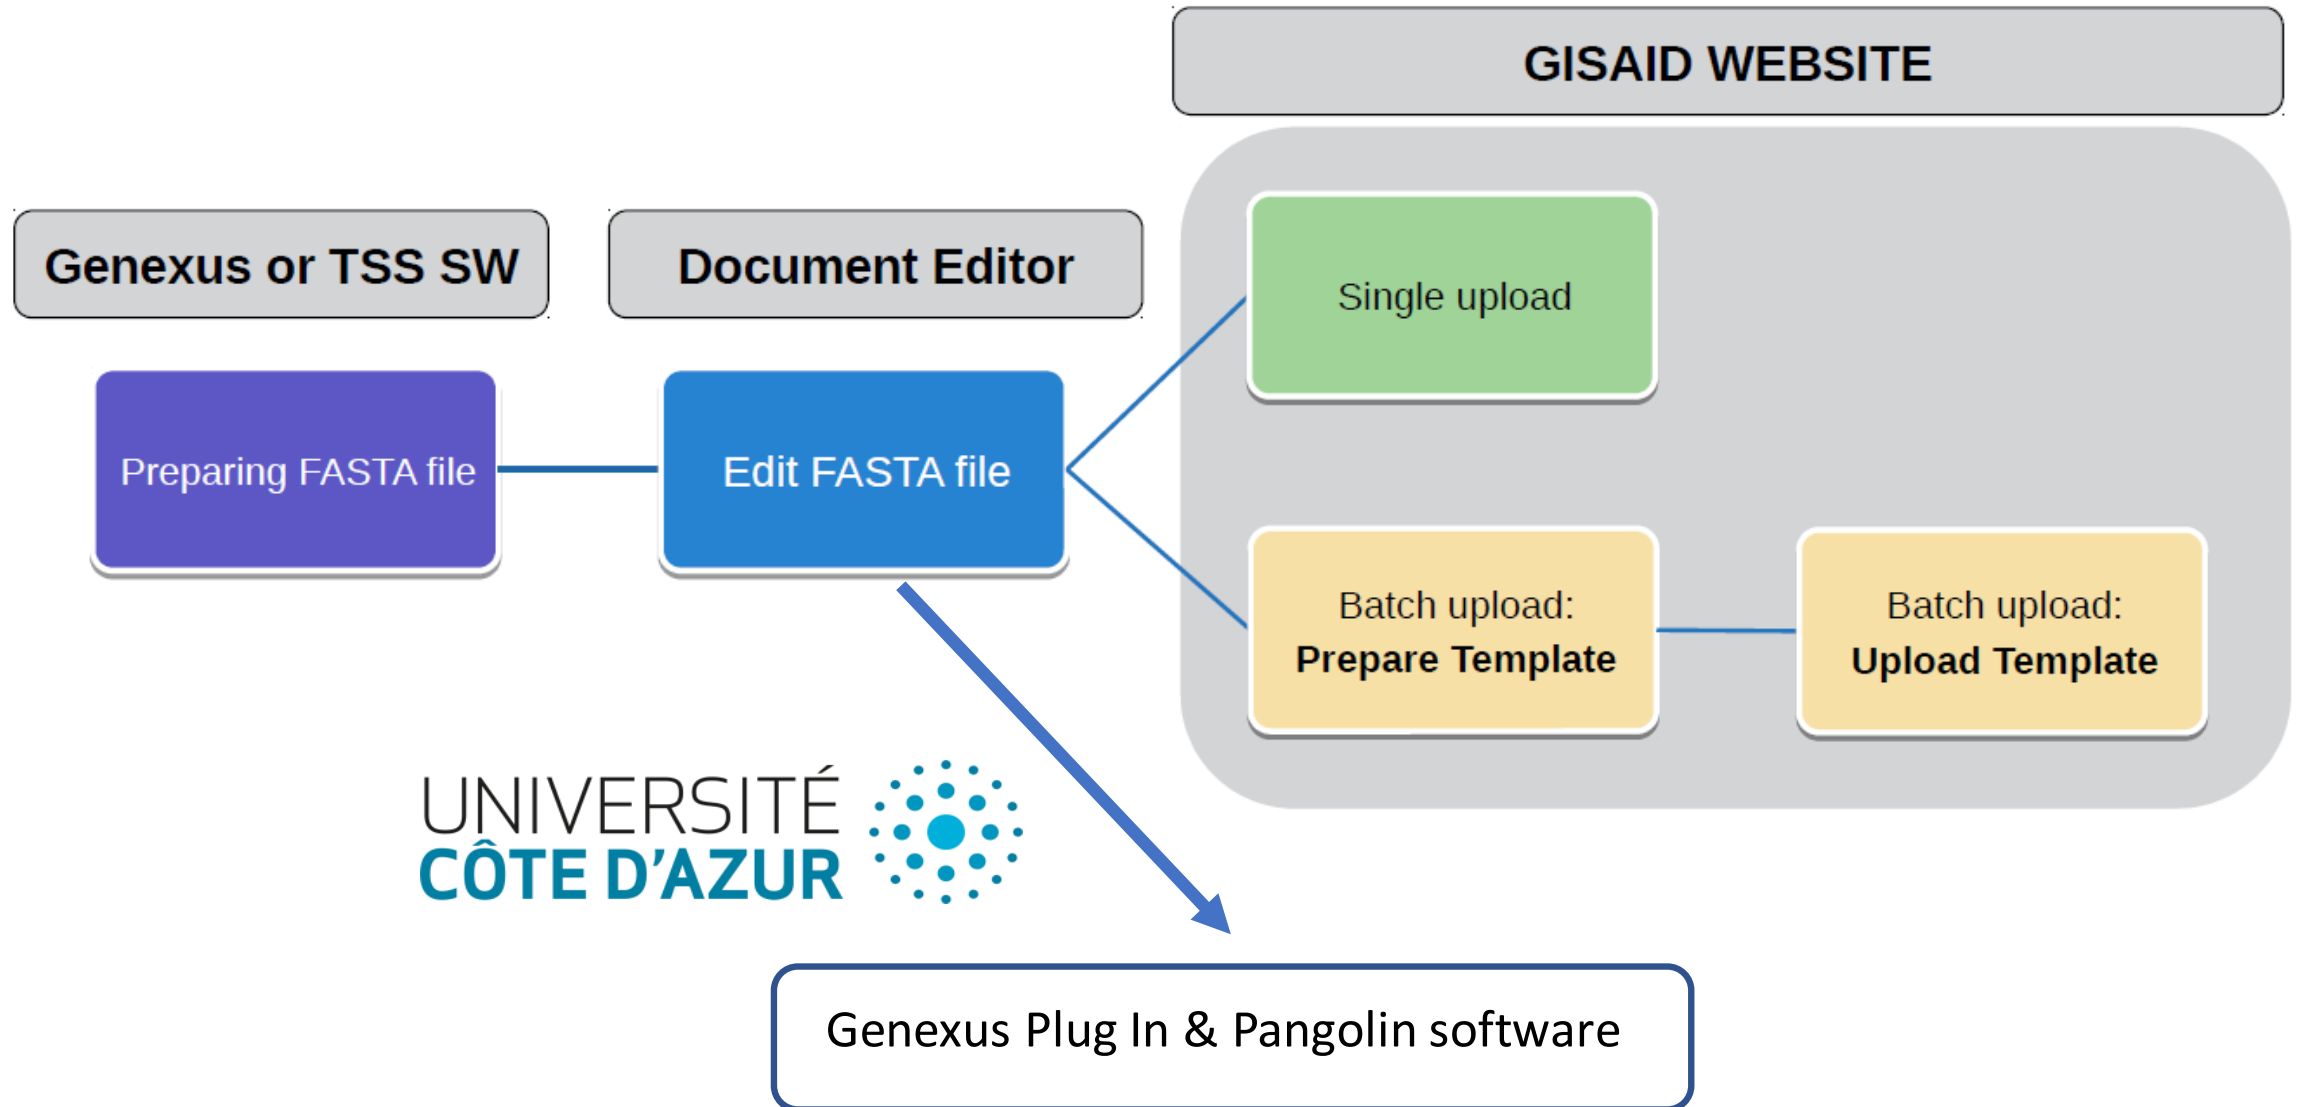 GISAID WEBSITE
Genexus or TSS SW
Document Editor
Single upload
Preparing FASTA file
Edit FASTA file
Batch upload:
Prepare Template
Batch upload:
Upload Template
UNIVERSITÉ
CÔTE D'AZUR
Genexus Plug In & Pangolin software